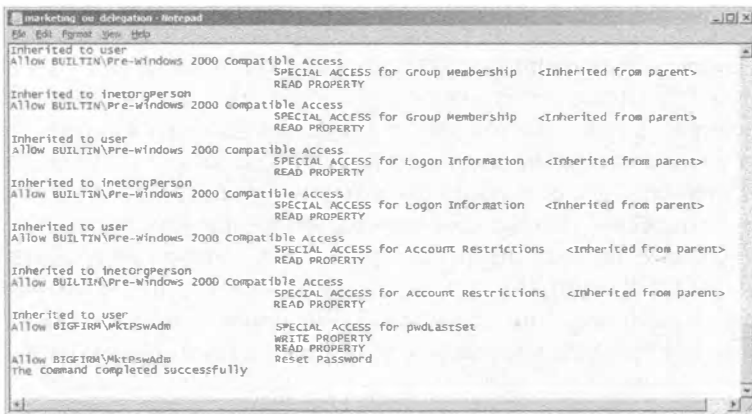 marketing ou delegation - Notepad
File Edit Format View Help
Inherited to user
Allow BUILTIN\Pre-Windows 2000 Compatible Access
SPECIAL ACCESS for Group Membership <Inherited from parent>
READ PROPERTY
Inherited to inetorgPerson
Allow BUILTIN\Pre-Windows 2000 Compatible Access
SPECIAL ACCESS for Group Membership <Inherited from parent>
READ PROPERTY
Inherited to user
Allow BUILTIN\Pre-Windows 2000 Compatible Access
SPECIAL ACCESS for Logon Information <Inherited from parent>
READ PROPERTY
Inherited to inetorgPerson
Allow BUILTIN\Pre-Windows 2000 Compatible Access
SPECIAL ACCESS for Logon Information <Inherited from parent>
READ PROPERTY
Inherited to user
Allow BUILTIN\Pre-Windows 2000 Compatible Access
SPECIAL ACCESS for Account Restrictions <Inherited from parent>
READ PROPERTY
Inherited to inetorgPerson
Allow BUILTIN\Pre-Windows 2000 Compatible Access
SPECIAL ACCESS for Account Restrictions <Inherited from parent>
READ PROPERTY
Inherited to user
Allow BIGFIRM\MktPswAdm SPECIAL ACCESS for pwdLastSet
WRITE PROPERTY
READ PROPERTY
Allow BIGFIRM\MktPswAdm Reset Password
The command completed successfully